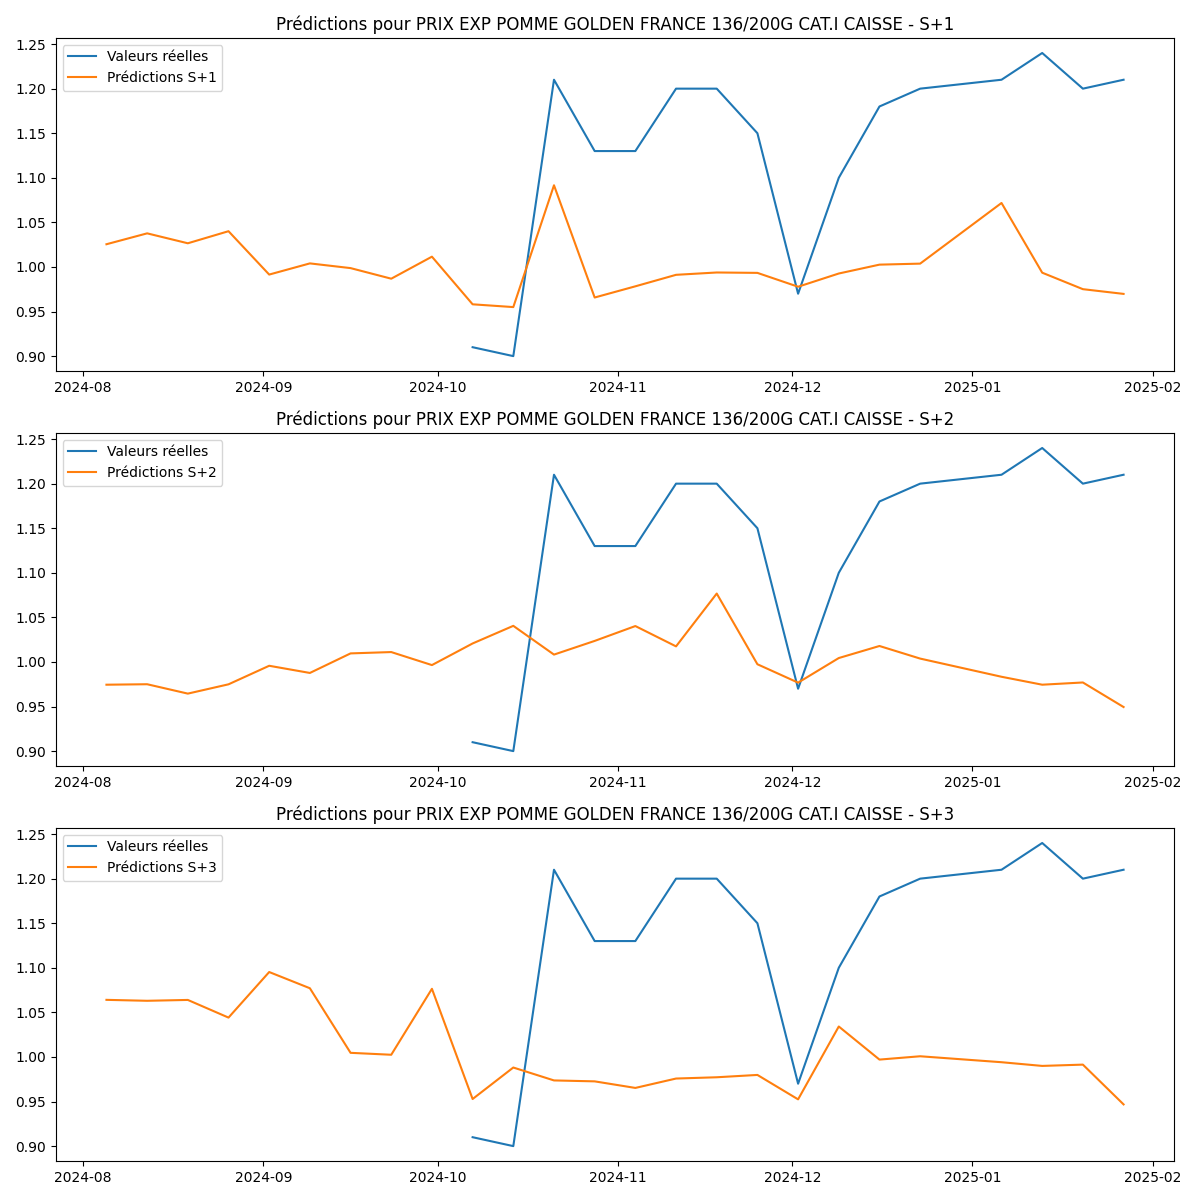 Prédictions pour PRIX EXP POMME GOLDEN FRANCE 136/200G CAT.I CAISSE - S+1
Valeurs réelles
Prédictions S+1
1.25
1.20
1.15
1.10
1.05
1.00
0.95
0.90
2024-08 2024-09 2024-10 2024-11 2024-12 2025-01 2025-02
Prédictions pour PRIX EXP POMME GOLDEN FRANCE 136/200G CAT.I CAISSE - S+2
Valeurs réelles
Prédictions S+2
1.25
1.20
1.15
1.10
1.05
1.00
0.95
0.90
2024-08 2024-09 2024-10 2024-11 2024-12 2025-01 2025-02
Prédictions pour PRIX EXP POMME GOLDEN FRANCE 136/200G CAT.I CAISSE - S+3
Valeurs réelles
Prédictions S+3
1.25
1.20
1.15
1.10
1.05
1.00
0.95
0.90
2024-08 2024-09 2024-10 2024-11 2024-12 2025-01 2025-02